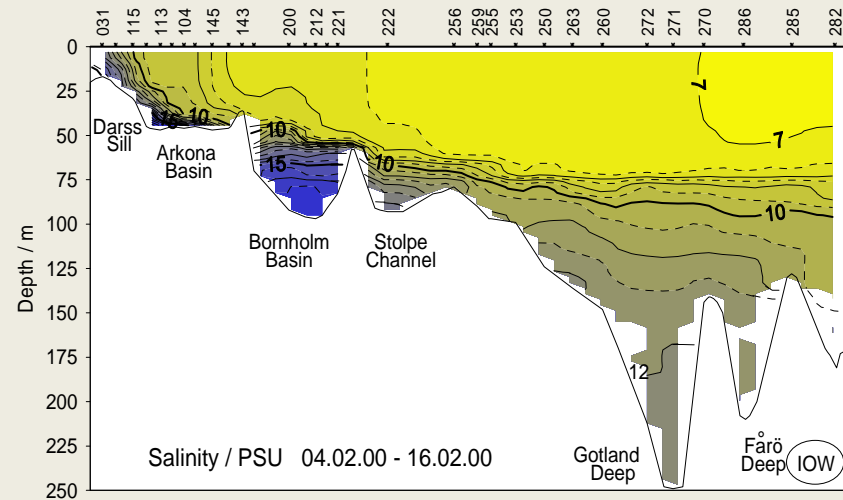 031 115 113 104 145 143 200 212 221 222 256 259 255 253 250 263 260 272 271 270 286 285 282
0
25
50
75
100
125
150
175
200
225
250
Depth / m
7
7
15 10
10
15
10
10
12
Darss
Sill
Arkona
Basin
Bornholm
Basin
Stolpe
Channel
Gotland
Deep
Fårö
Deep
IOW
Salinity / PSU 04.02.00 - 16.02.00